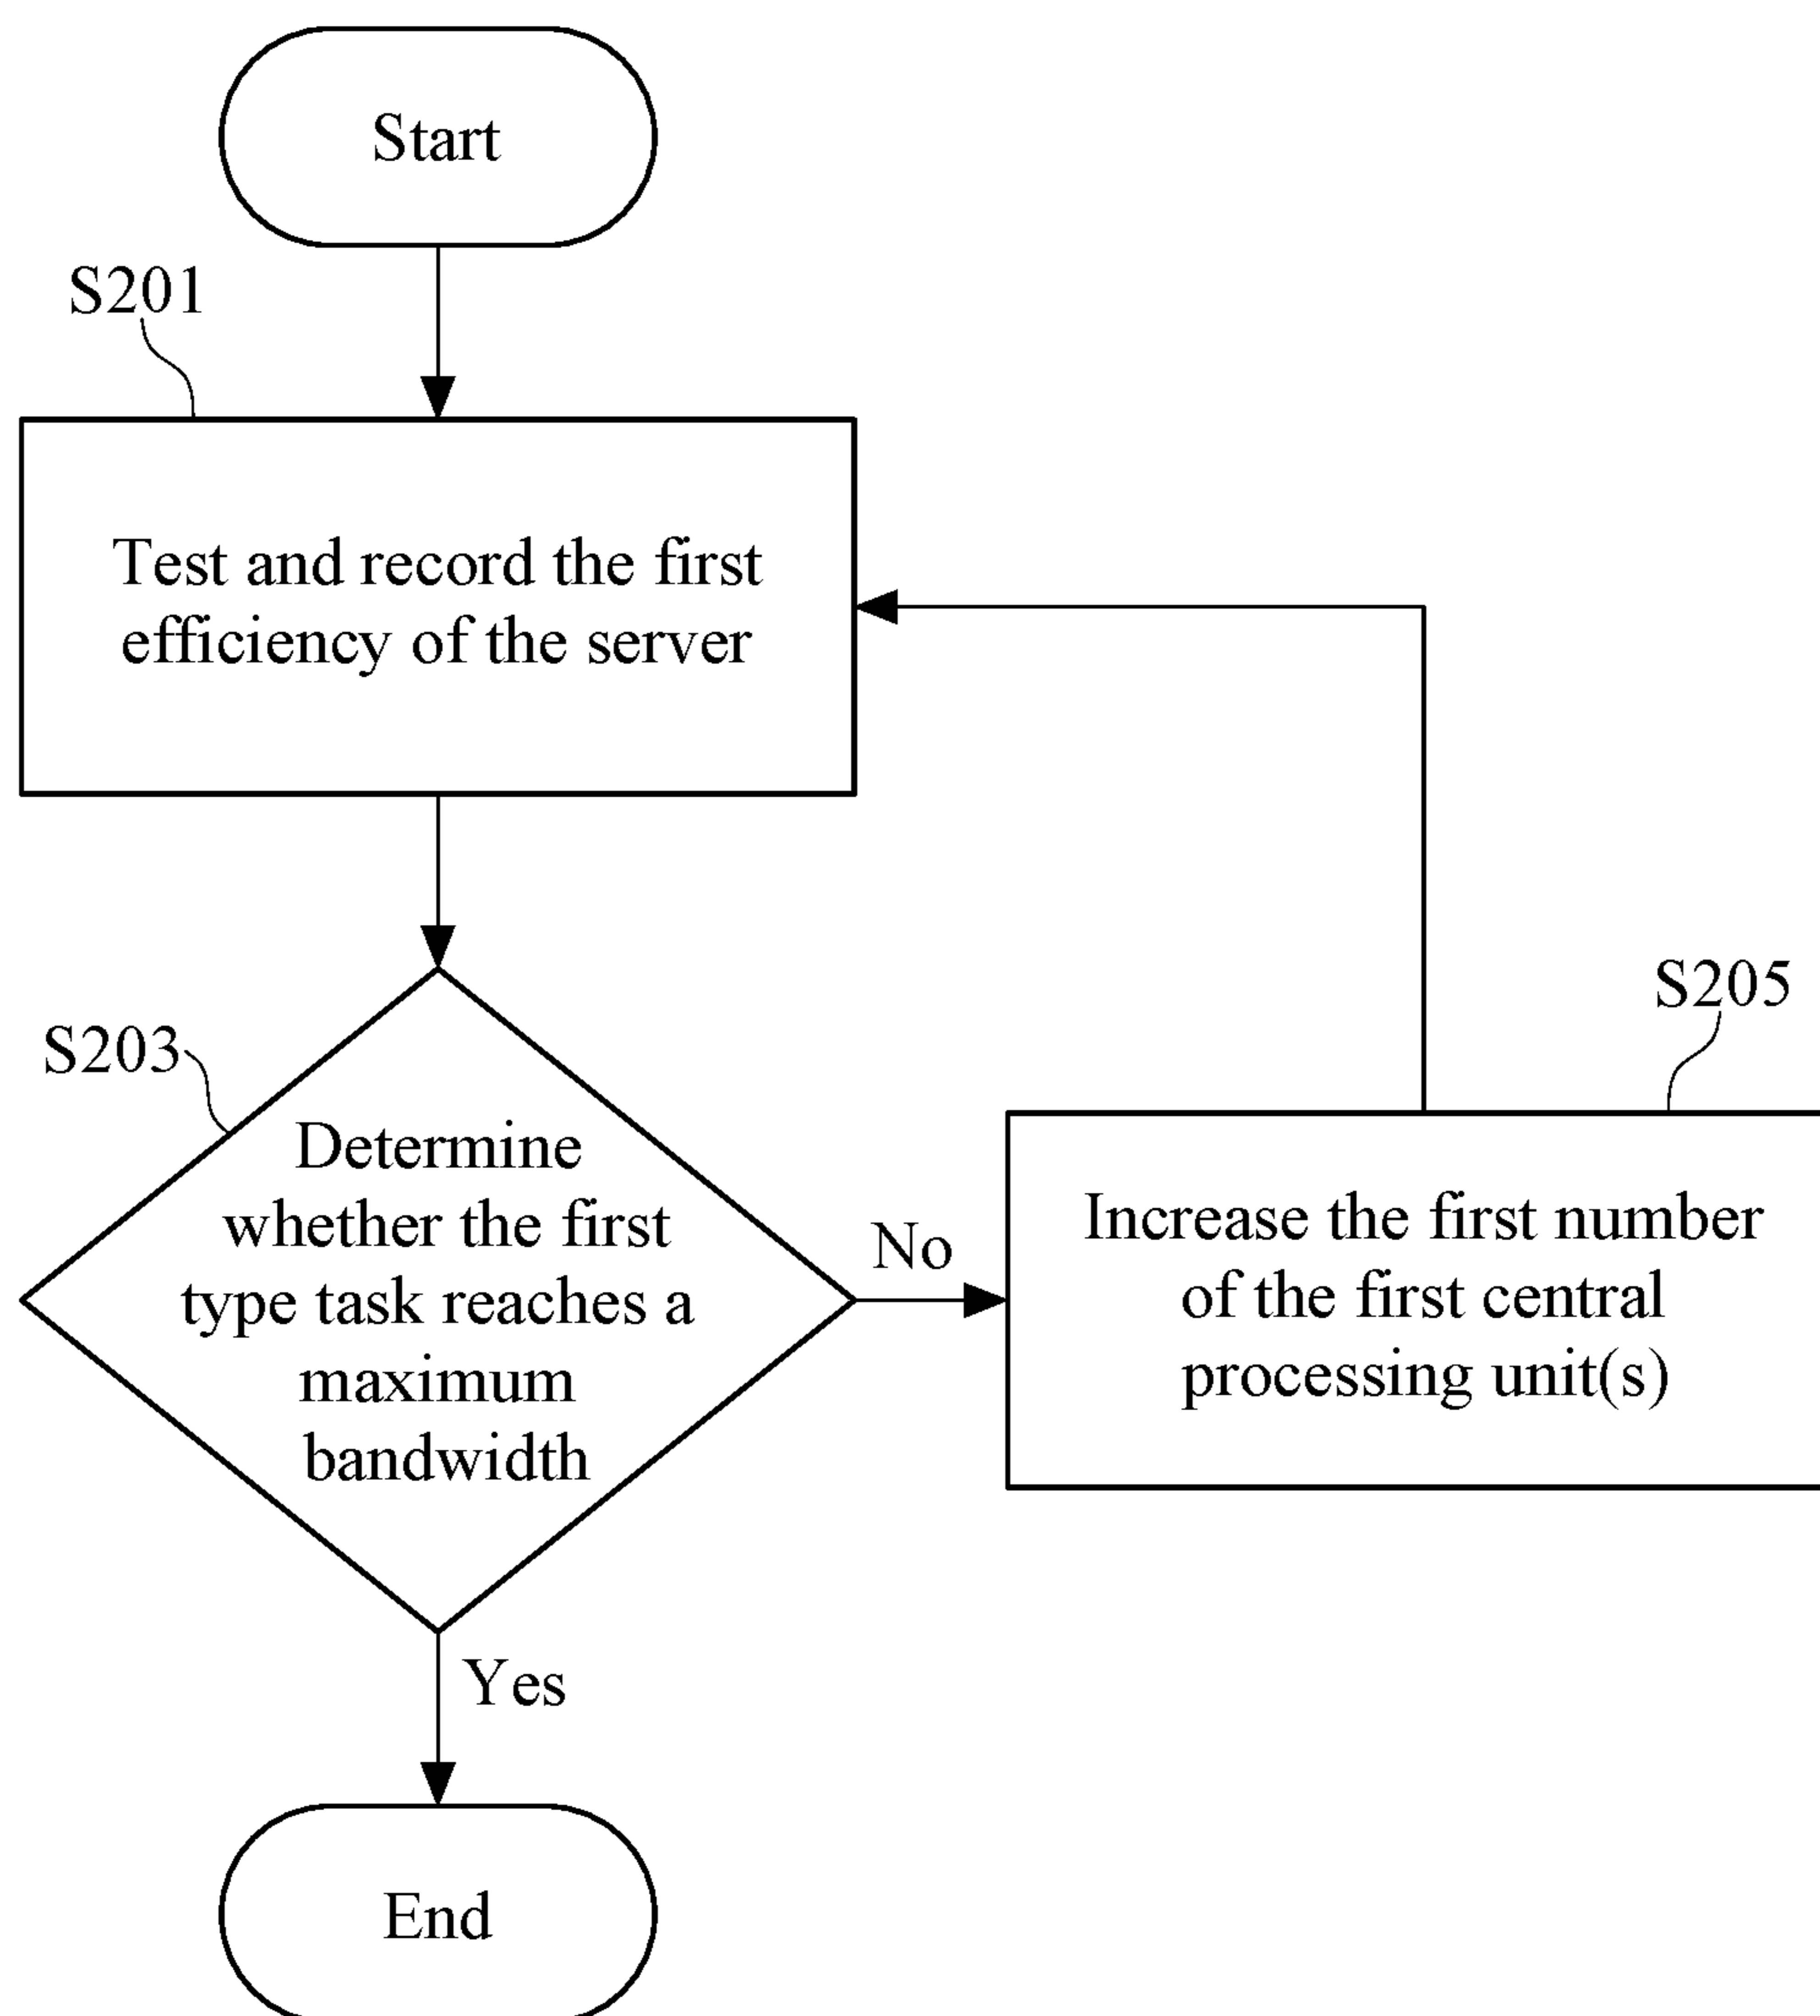 Start
S201
Test and record the first
efficiency of the server
S203
Determine
whether the first
type task reaches a
maximum
bandwidth
No
S205
Increase the first number
of the first central
processing unit(s)
Yes
End